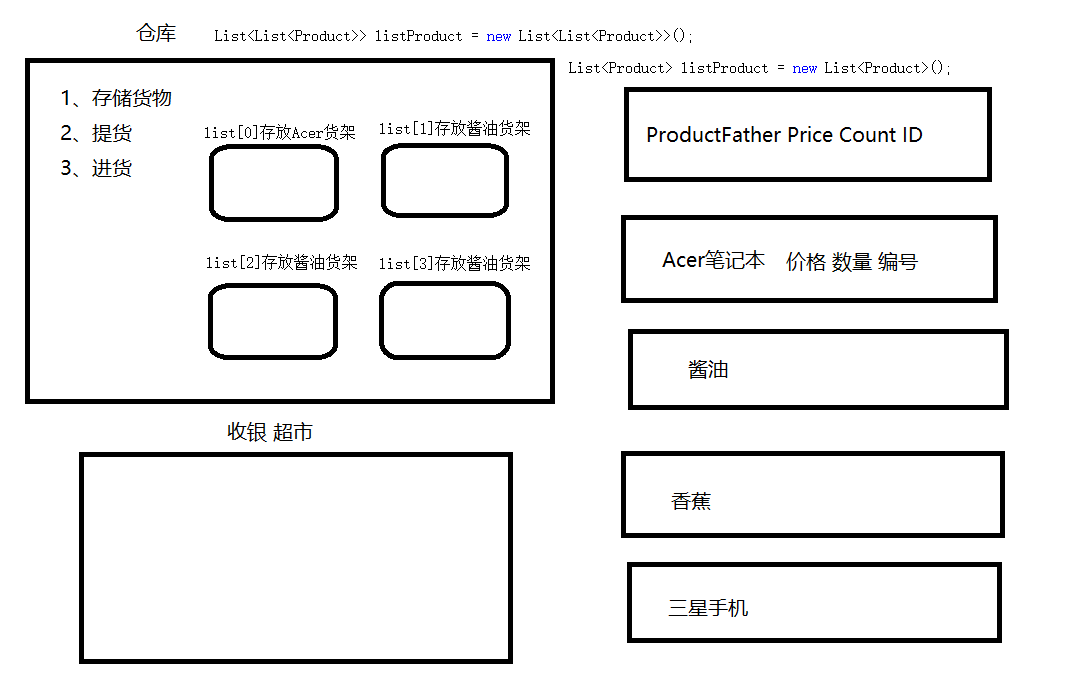 仓库
List<List<Product>> listProduct = new List<List<Product>>();
1、存储货物
2、提货
3、进货
list[0]存放Acer货架
list[1]存放酱油货架
list[2]存放酱油货架
list[3]存放酱油货架
收银 超市
List<Product> listProduct = new List<Product>();
ProductFather Price Count ID
Acer笔记本 价格 数量 编号
酱油
香蕉
三星手机